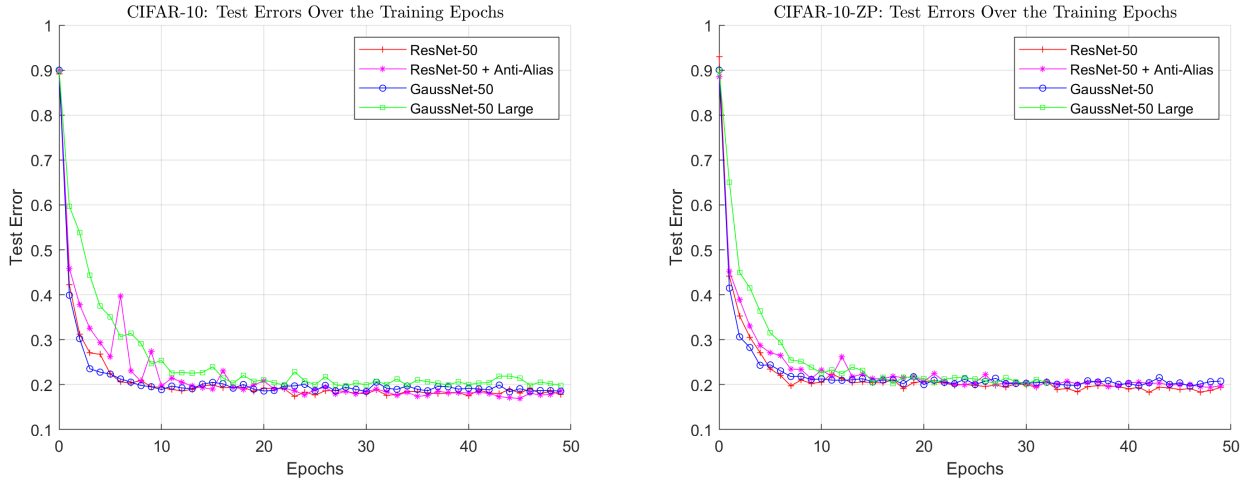 CIFAR-10: Test Errors Over the Training Epochs
1
0.9
0.8
0.7
0.6
0.5
0.4
0.3
0.2
0.1
Test Error
0 10 20 30 40 50
Epochs
ResNet-50
ResNet-50 + Anti-Alias
GaussNet-50
GaussNet-50 Large
CIFAR-10-ZP: Test Errors Over the Training Epochs
1
0.9
0.8
0.7
0.6
0.5
0.4
0.3
0.2
0.1
Test Error
0 10 20 30 40 50
Epochs
ResNet-50
ResNet-50 + Anti-Alias
GaussNet-50
GaussNet-50 Large